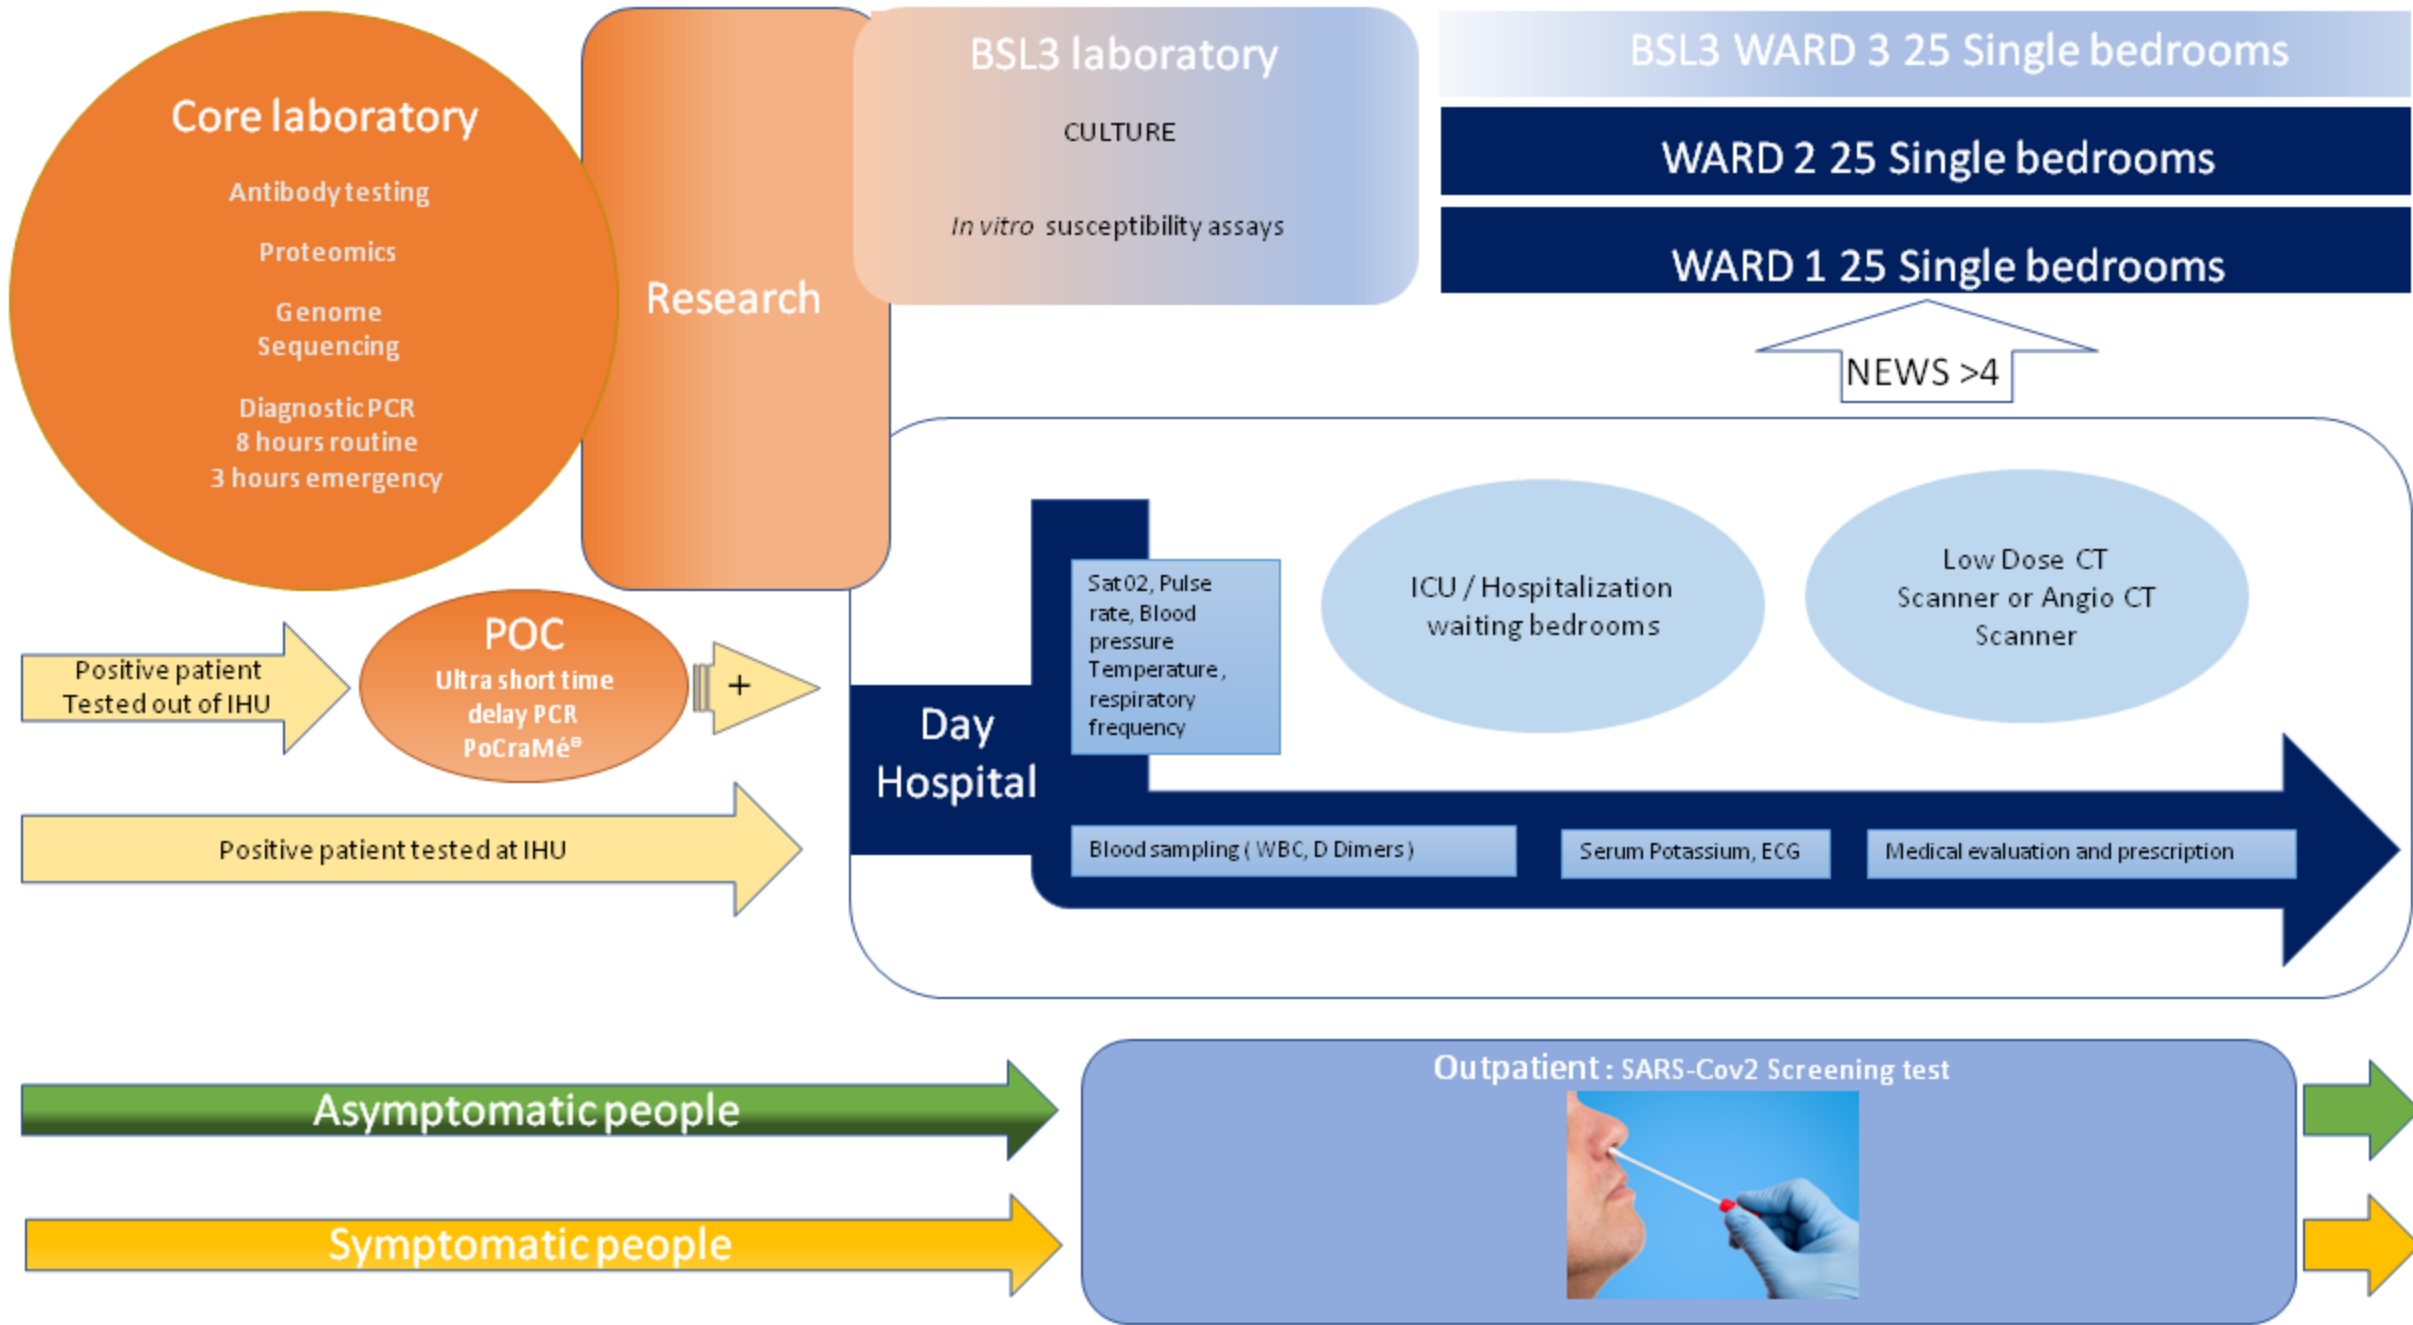 Core laboratory
Antibody testing
Proteomics
Genome
Sequencing
Diagnostic PCR
8 hours routine
3 hours emergency
Research
BSL3 laboratory
CULTURE
In vitro susceptibility assays
BSL3 WARD 3 25 Single bedrooms
WARD 2 25 Single bedrooms
WARD 1 25 Single bedrooms
NEWS >4
Positive patient
Tested out of IHU
POC
Ultra short time
delay PCR
PoCraMé®
+
Positive patient tested at IHU
Day
Hospital
Sat 02, Pulse
rate, Blood
pressure
Temperature,
respiratory
frequency
ICU / Hospitalization
waiting bedrooms
Low Dose CT
Scanner or Angio CT
Scanner
Blood sampling ( WBC, D Dimers )
Serum Potassium, ECG
Medical evaluation and prescription
Asymptomatic people
Symptomatic people
Outpatient : SARS-Cov2 Screening test